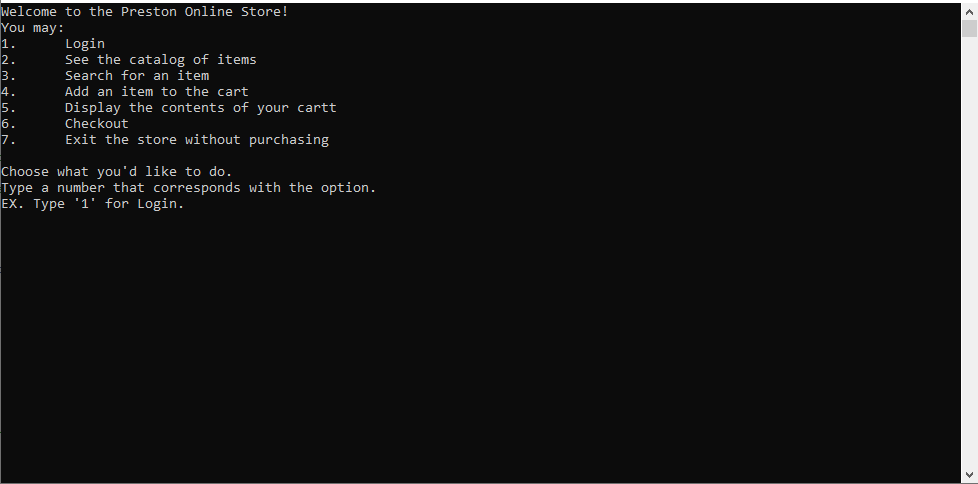 Welcome to the Preston Online Store!
You may:
1.      Login
2.      See the catalog of items
3.      Search for an item
4.      Add an item to the cart
5.      Display the contents of your cartt
6.      Checkout
7.      Exit the store without purchasing
Choose what you'd like to do.
Type a number that corresponds with the option.
EX. Type '1' for Login.